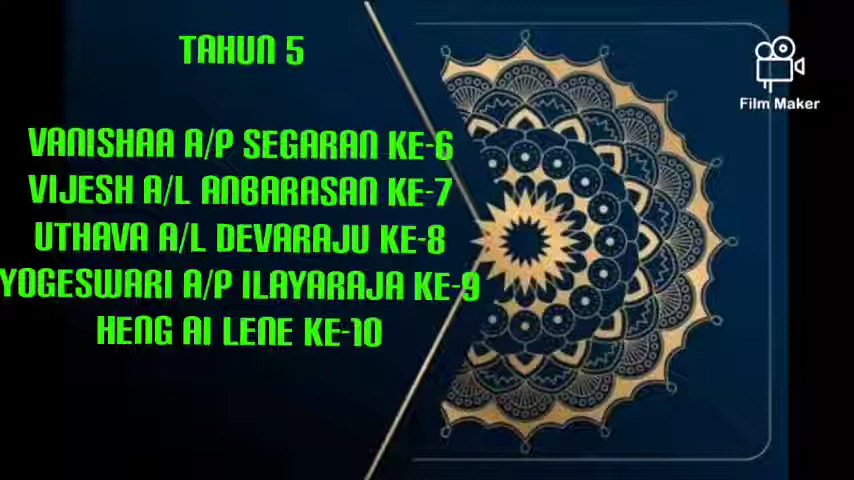 TAHUN 5
VANISHAA A/P SEGARAN KE-6
VIJESH A/L ANBARASAN KE-7
UTHAVA A/L DEVARAJU KE-8
YOGESWARI A/P ILAYARAJA KE-9
HENG AI LENE KE-10
Film Maker